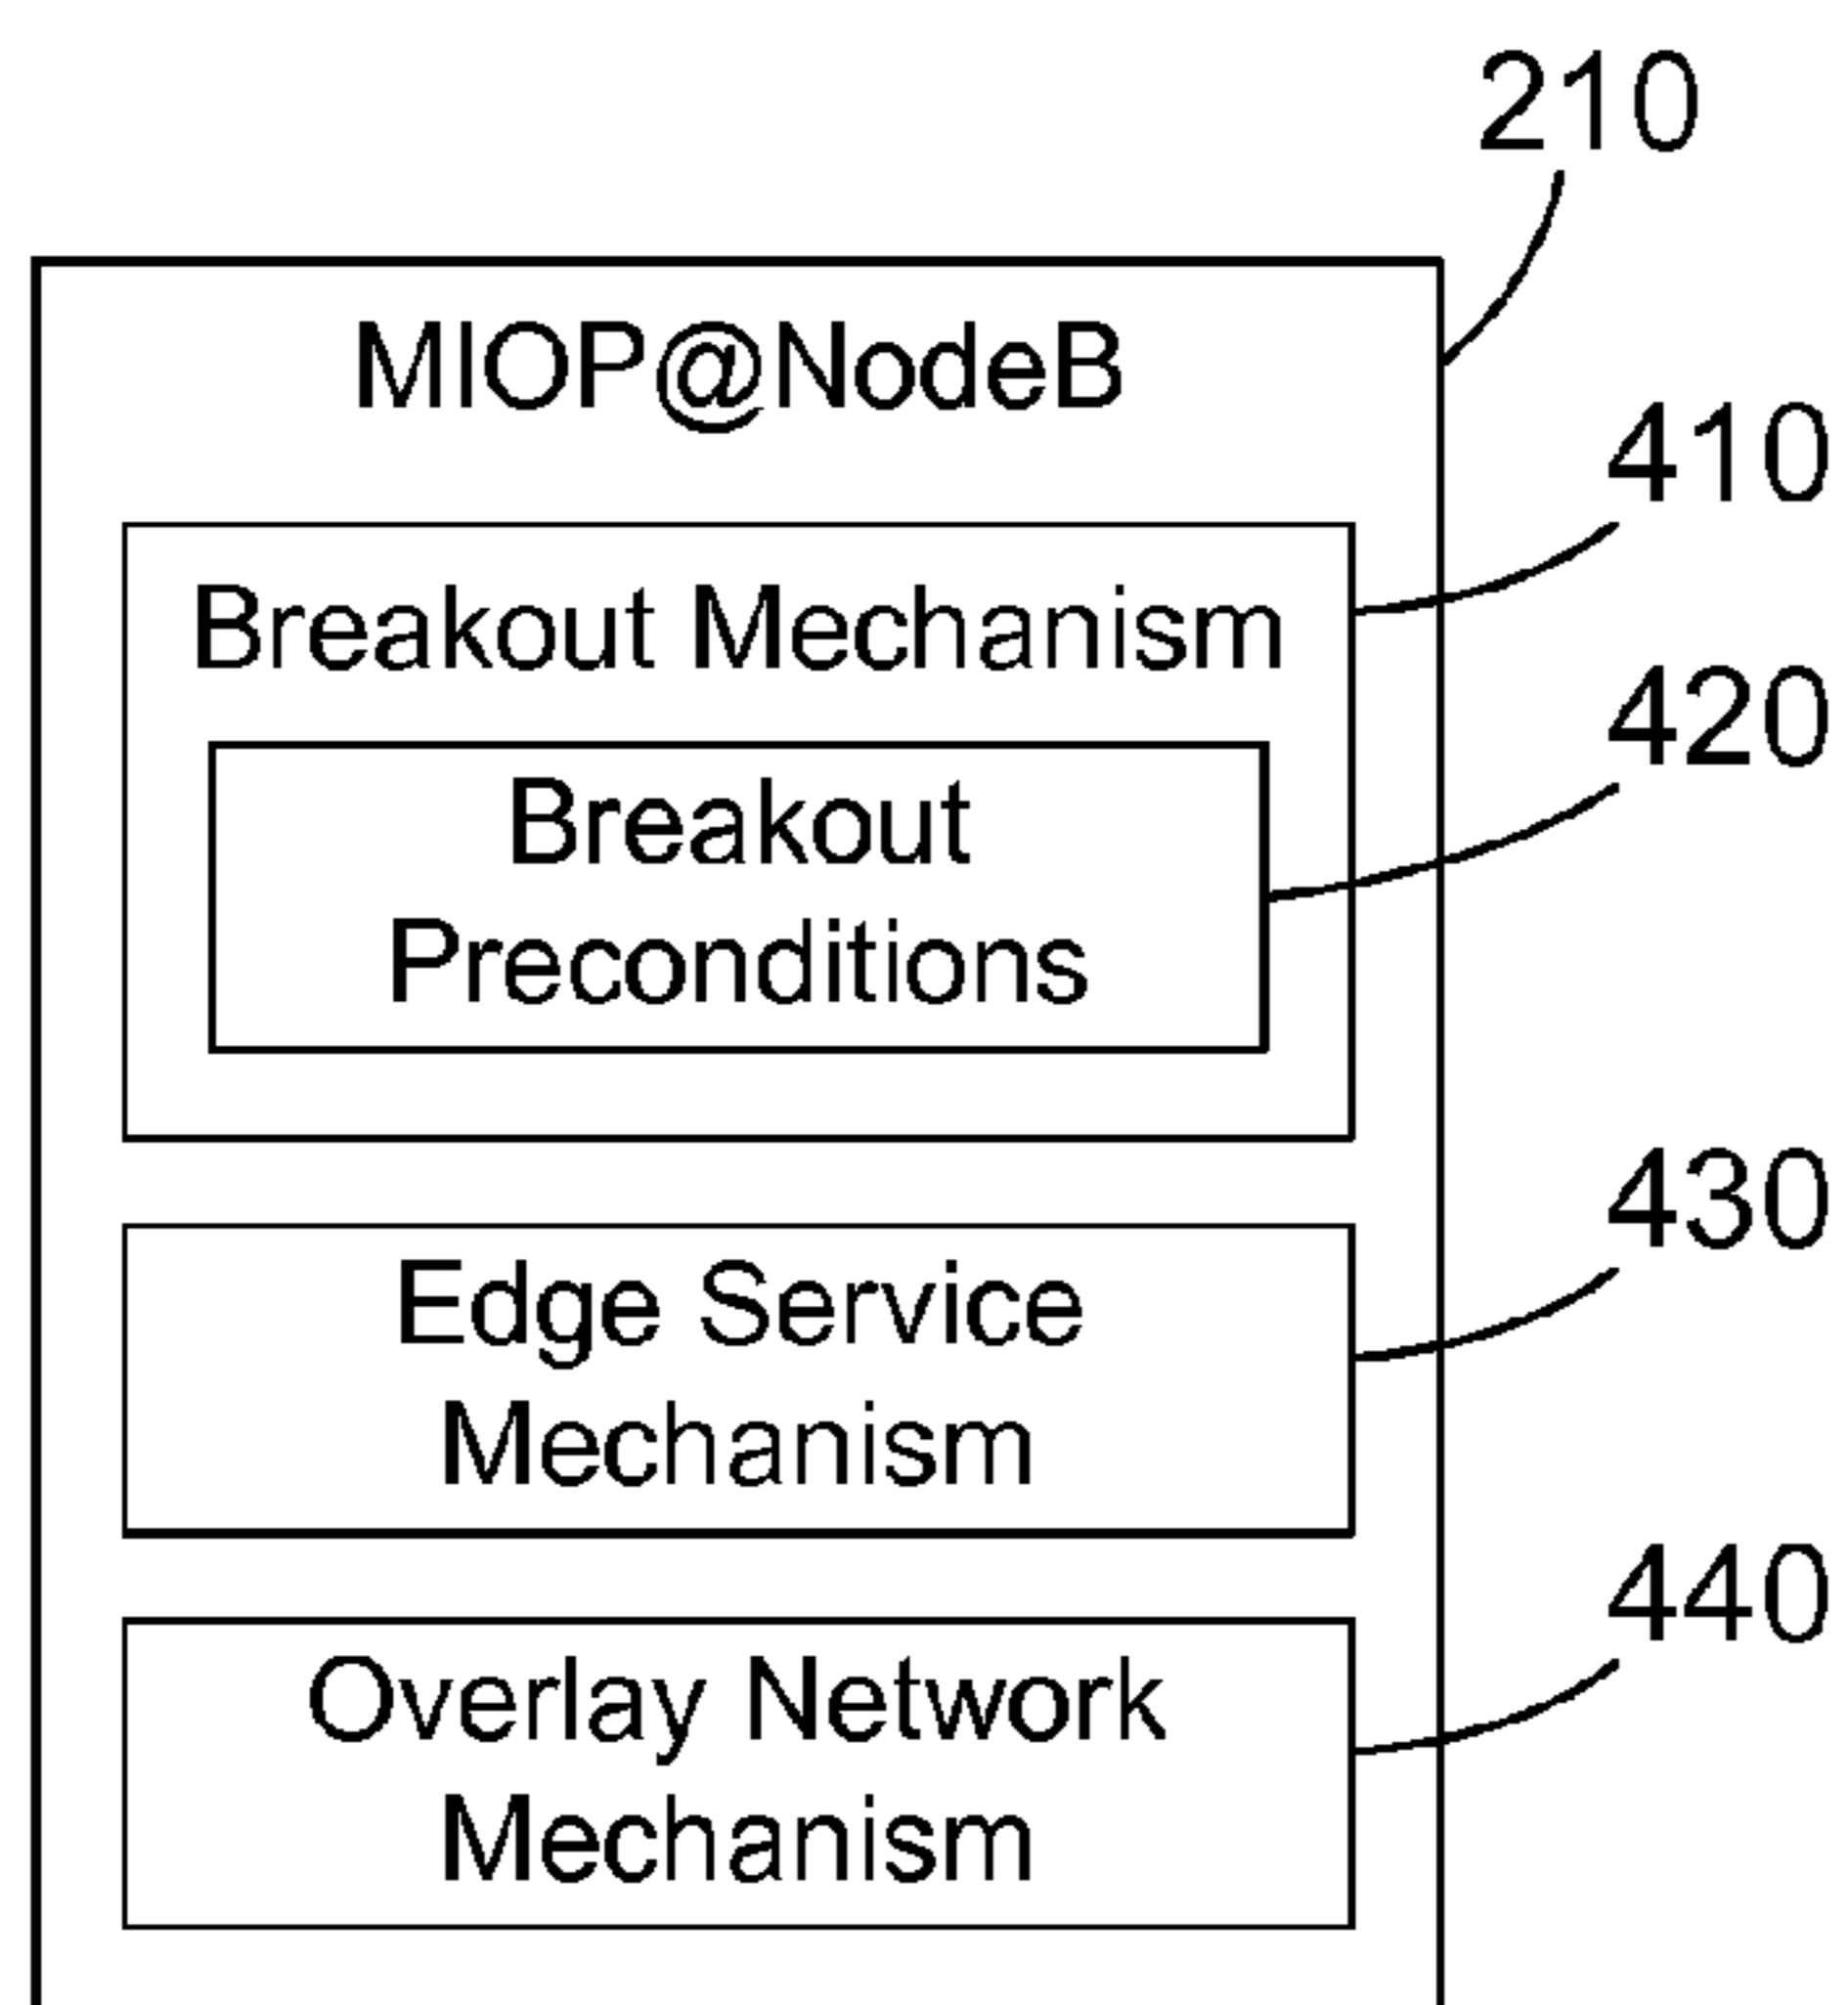 210
MIOP@NodeB
410
Breakout Mechanism
420
Breakout
Preconditions
430
Edge Service
Mechanism
440
Overlay Network
Mechanism